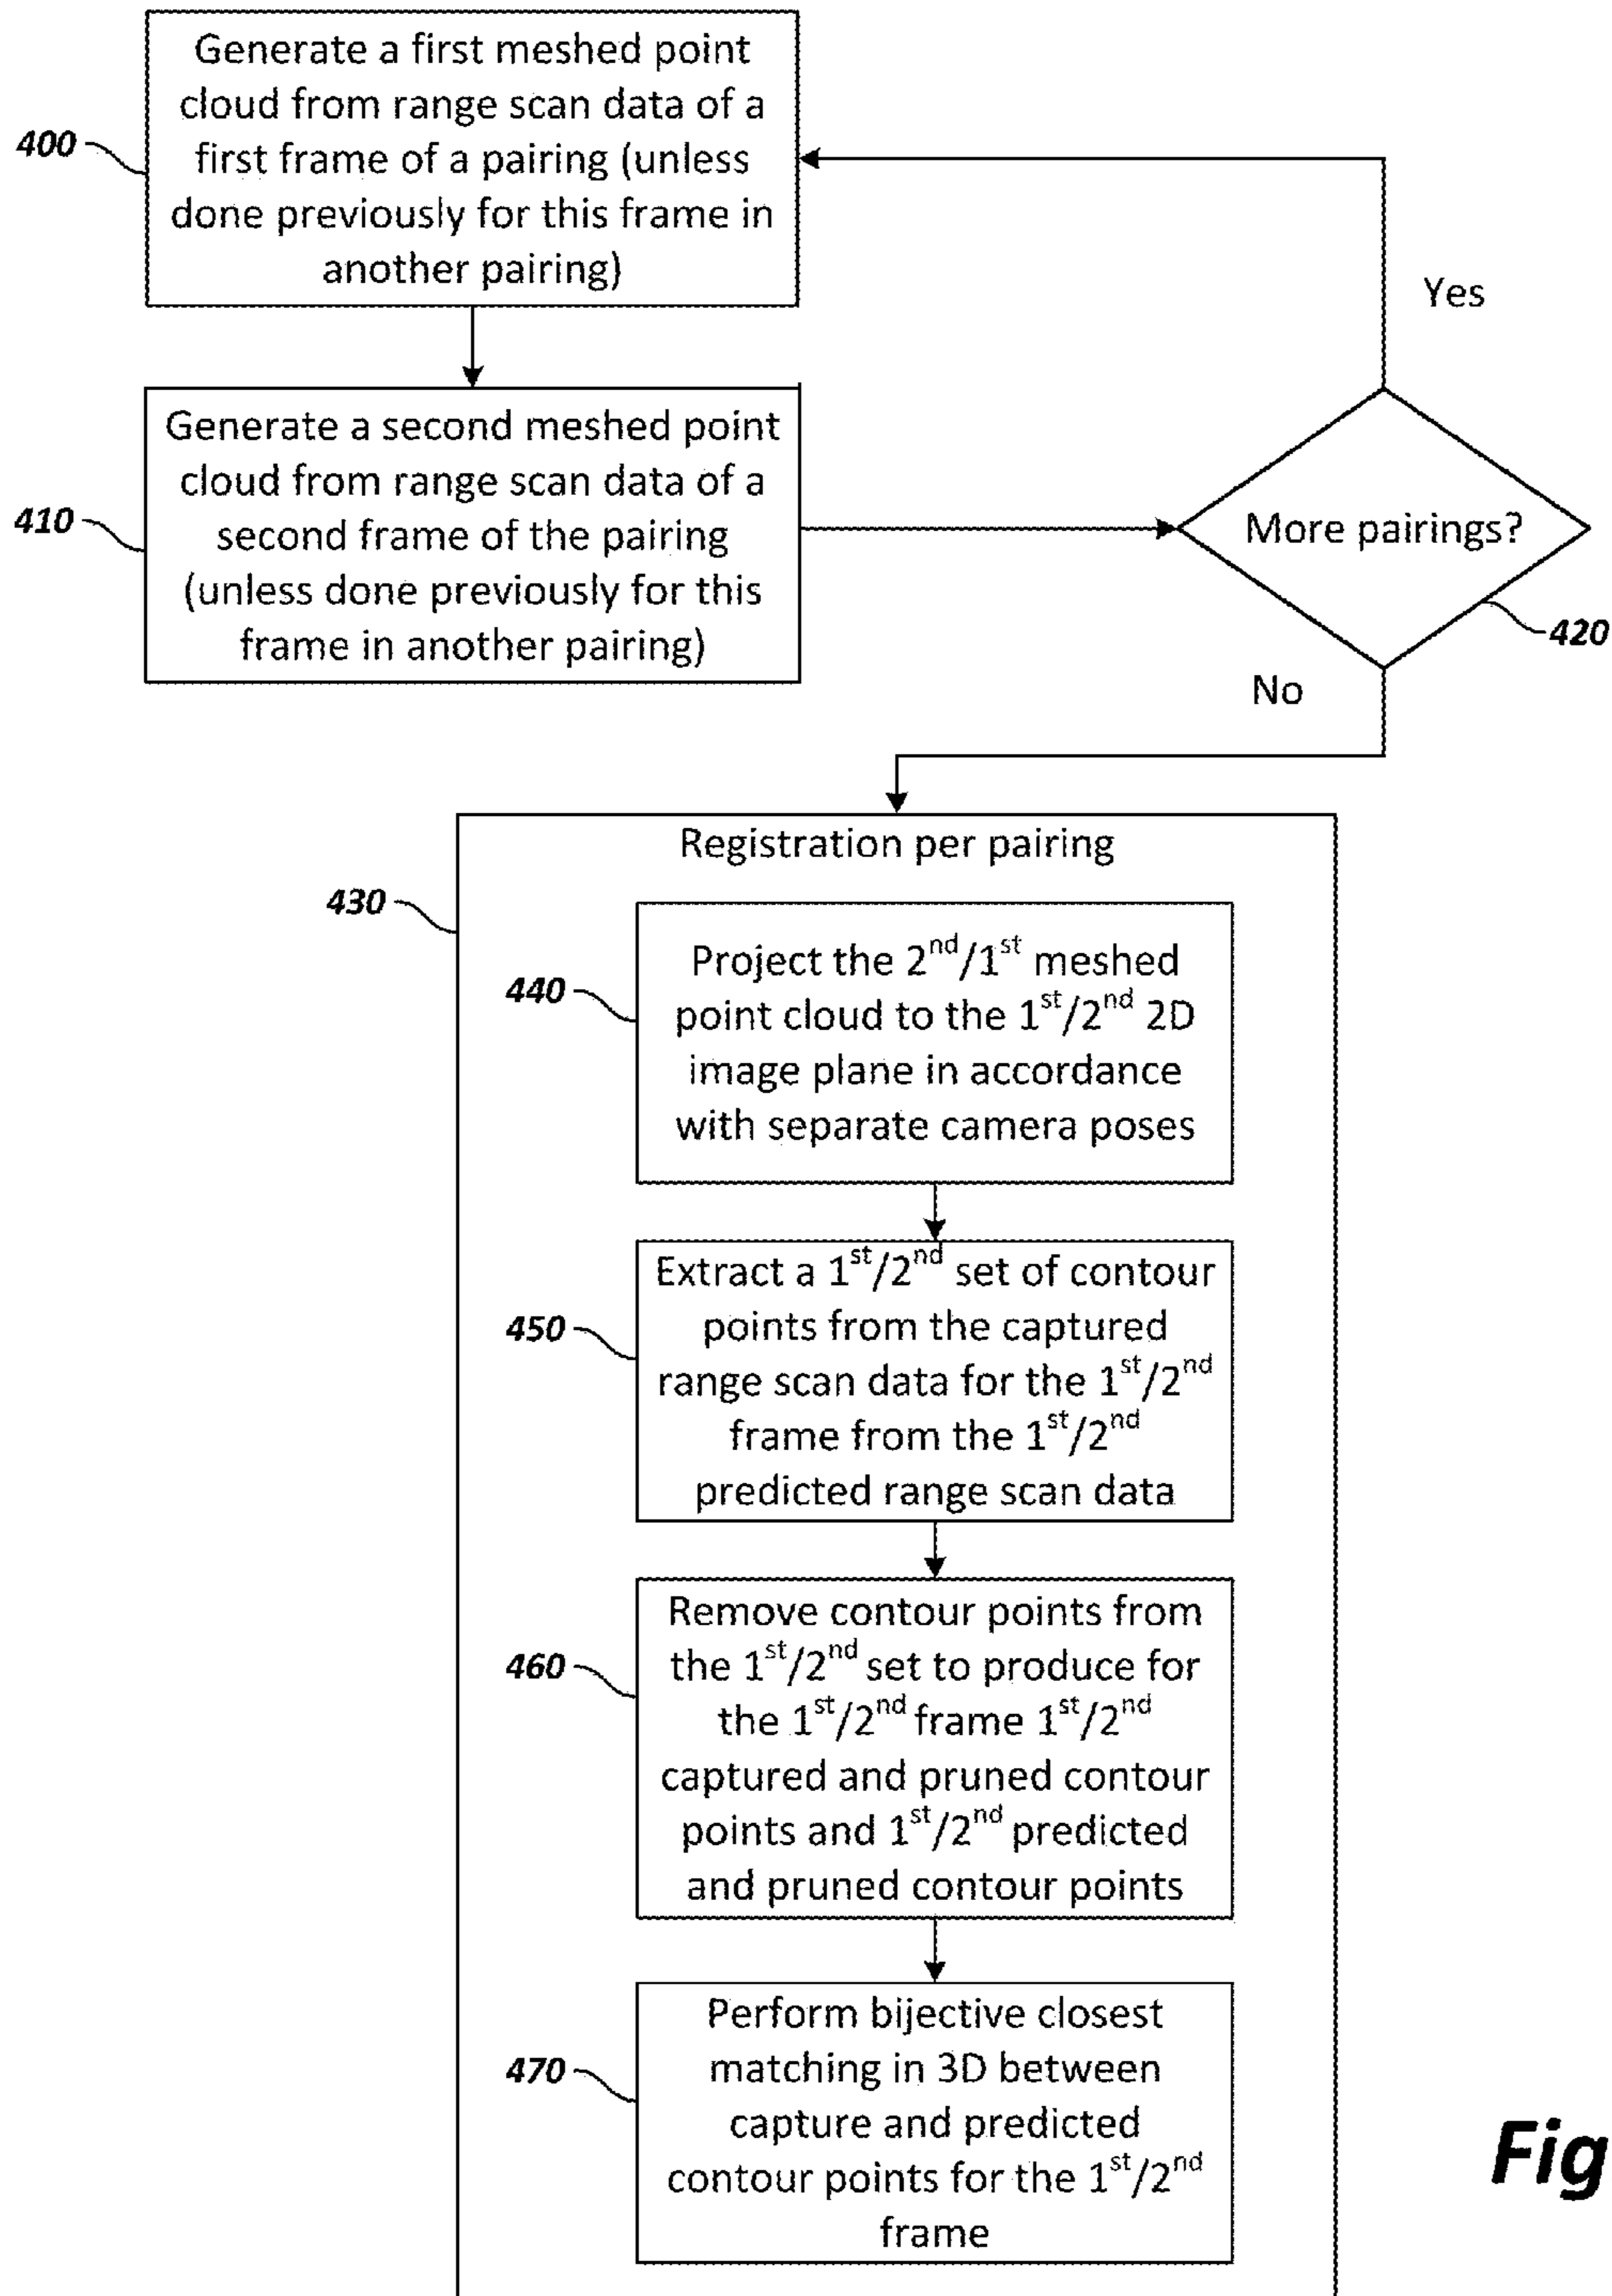 400
Generate a first meshed point
cloud from range scan data of a
first frame of a pairing (unless
done previously for this frame in
another pairing)
Yes
410
Generate a second meshed point
cloud from range scan data of a
second frame of the pairing
(unless done previously for this
frame in another pairing)
More pairings?
420
No
Registration per pairing
430
440
Project the 2nd/1st meshed
point cloud to the 1st/2nd 2D
image plane in accordance
with separate camera poses
450
Extract a 1st/2nd set of contour
points from the captured
range scan data for the 1st/2nd
frame from the 1st/2nd
predicted range scan data
460
Remove contour points from
the 1st/2nd set to produce for
the 1st/2nd frame 1st/2nd
captured and pruned contour
points and 1st/2nd predicted
and pruned contour points
470
Perform bijective closest
matching in 3D between
capture and predicted
contour points for the 1st/2nd
frame
Fig